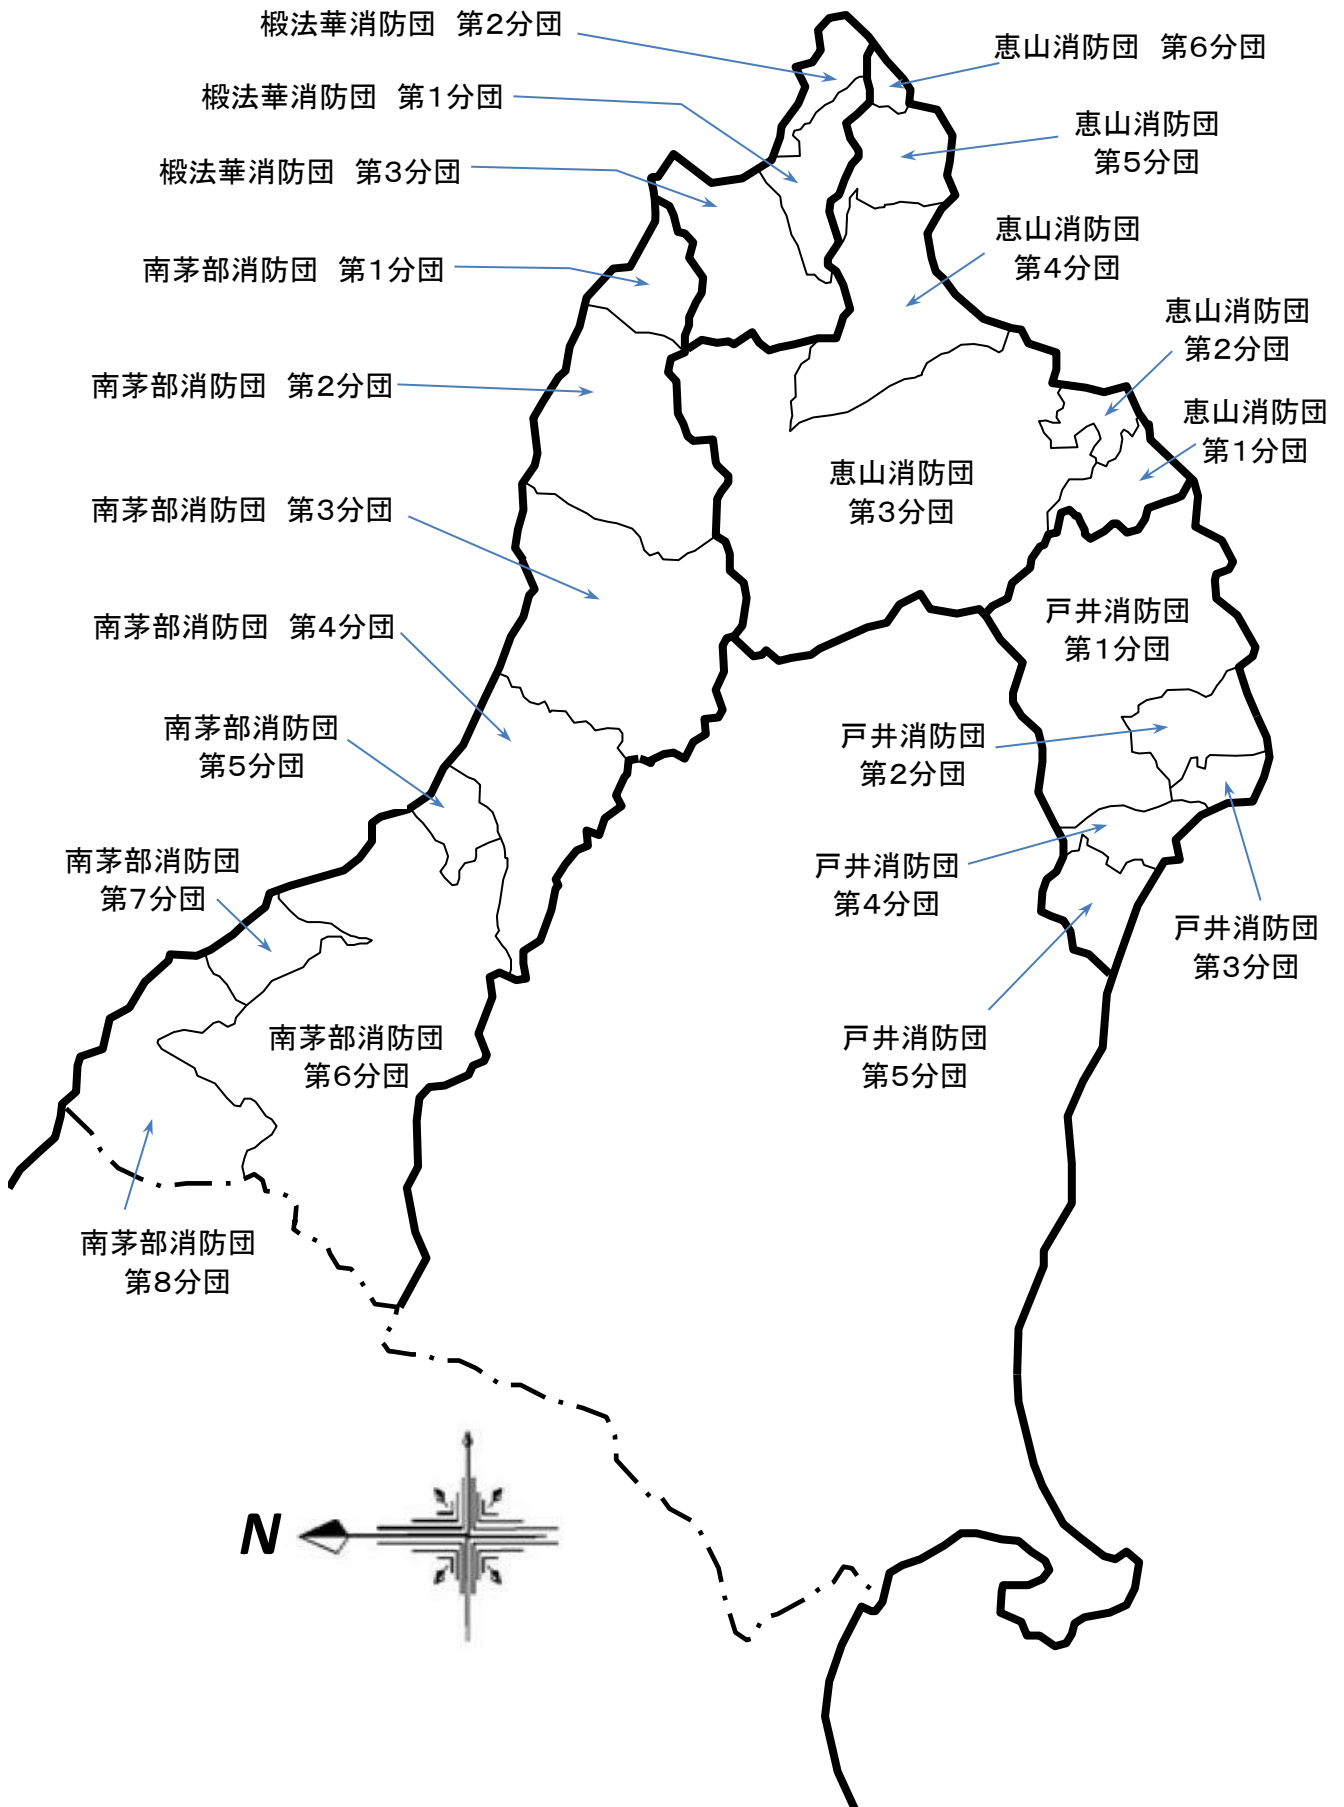 椴法華消防団　第２分団
恵山消防団　第６分団
椴法華消防団　第１分団
恵山消防団
第５分団
椴法華消防団　第３分団
恵山消防団
第４分団
南茅部消防団　第１分団
恵山消防団
第２分団
南茅部消防団　第２分団
恵山消防団
第１分団
恵山消防団
第３分団
南茅部消防団　第３分団
戸井消防団
第１分団
南茅部消防団　第４分団
南茅部消防団
第５分団
戸井消防団
第２分団
南茅部消防団
第７分団
戸井消防団
第４分団
戸井消防団
第３分団
南茅部消防団
第６分団
戸井消防団
第５分団
南茅部消防団
第８分団
N